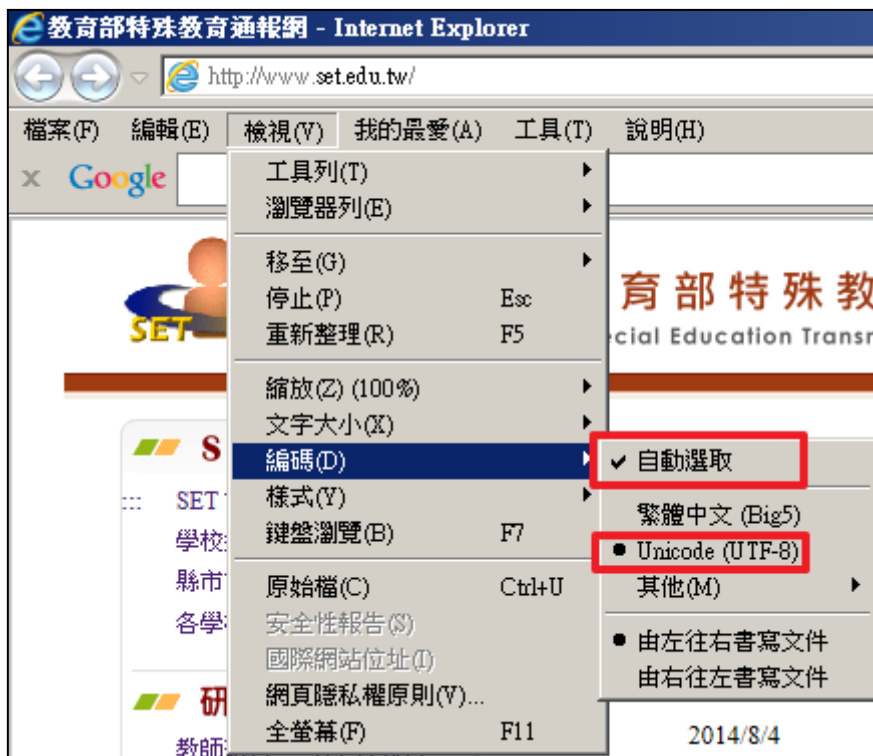 教育部特殊教育通報網 - Internet Explorer
http://www.set.edu.tw/
檔案(F) 編輯(E) 檢視(V) 我的最愛(A) 工具(T) 說明(H)
x Google
工具列(T)
瀏覽器列(E)
移至(G)
停止(P) Esc
重新整理(R) F5
縮放(Z) (100%)
文字大小(X)
編碼(D)
樣式(Y)
鍵盤瀏覽(B) F7
原始檔(C) Ctrl+U
安全性報告(S)
國際網站位址(I)
網頁隱私權原則(V)...
全螢幕(F) F11
自動選取
繁體中文 (Big5)
Unicode (UTF-8)
其他(M)
由左往右書寫文件
由右往左書寫文件
SET
育部特殊教
cial Education Transm
S
::: SET
學校
縣市
各學
研
教師
2014/8/4